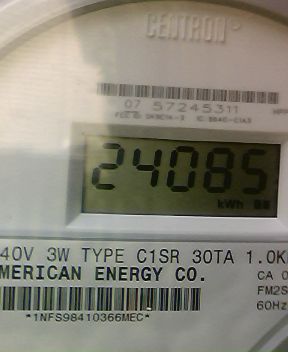 CENTRON®
07 57245311
24085
kWh
40V 3W TYPE C1SR 30TA 1.0K
MERICAN ENERGY CO.
CA 0
FM2S
60Hz
*1NFS98410366MEC*